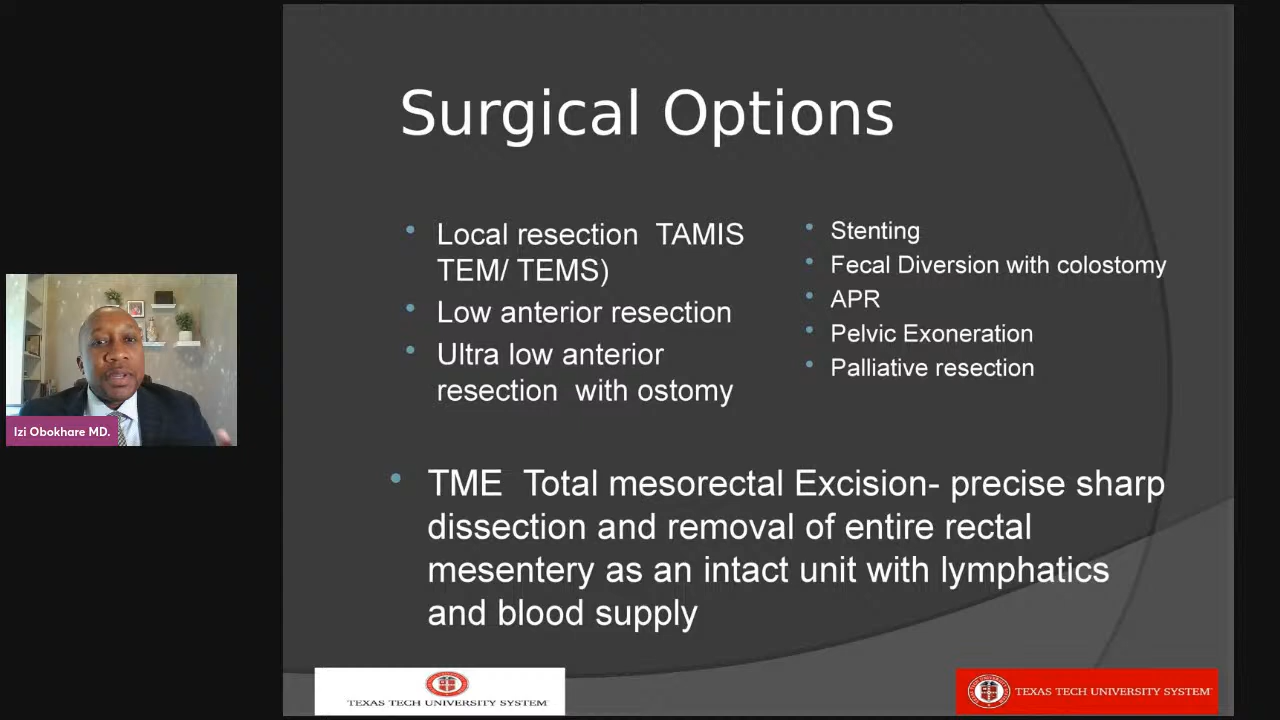 Surgical Options
Local resection TAMIS
TEM/ TEMS)
Low anterior resection
Ultra low anterior
resection with ostomy
Stenting
Fecal Diversion with colostomy
APR
Pelvic Exoneration
Palliative resection
TME Total mesorectal Excision- precise sharp
dissection and removal of entire rectal
mesentery as an intact unit with lymphatics
and blood supply
Izi Obokhare MD.
TEXAS TECH UNIVERSITY SYSTEM
TEXAS TECH UNIVERSITY SYSTEM